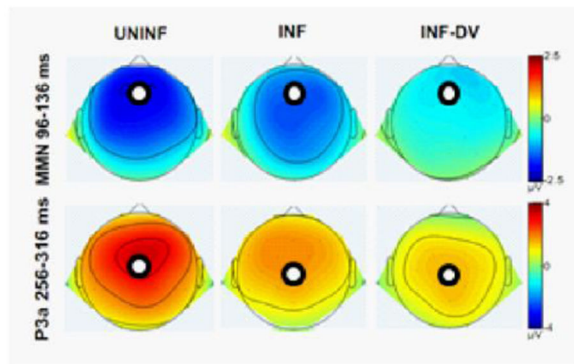 UNINF INF INF-DV
MMN 96-136 ms
2.5
0
-2.5
µV
P3a 256-316 ms
4
0
-4
µV